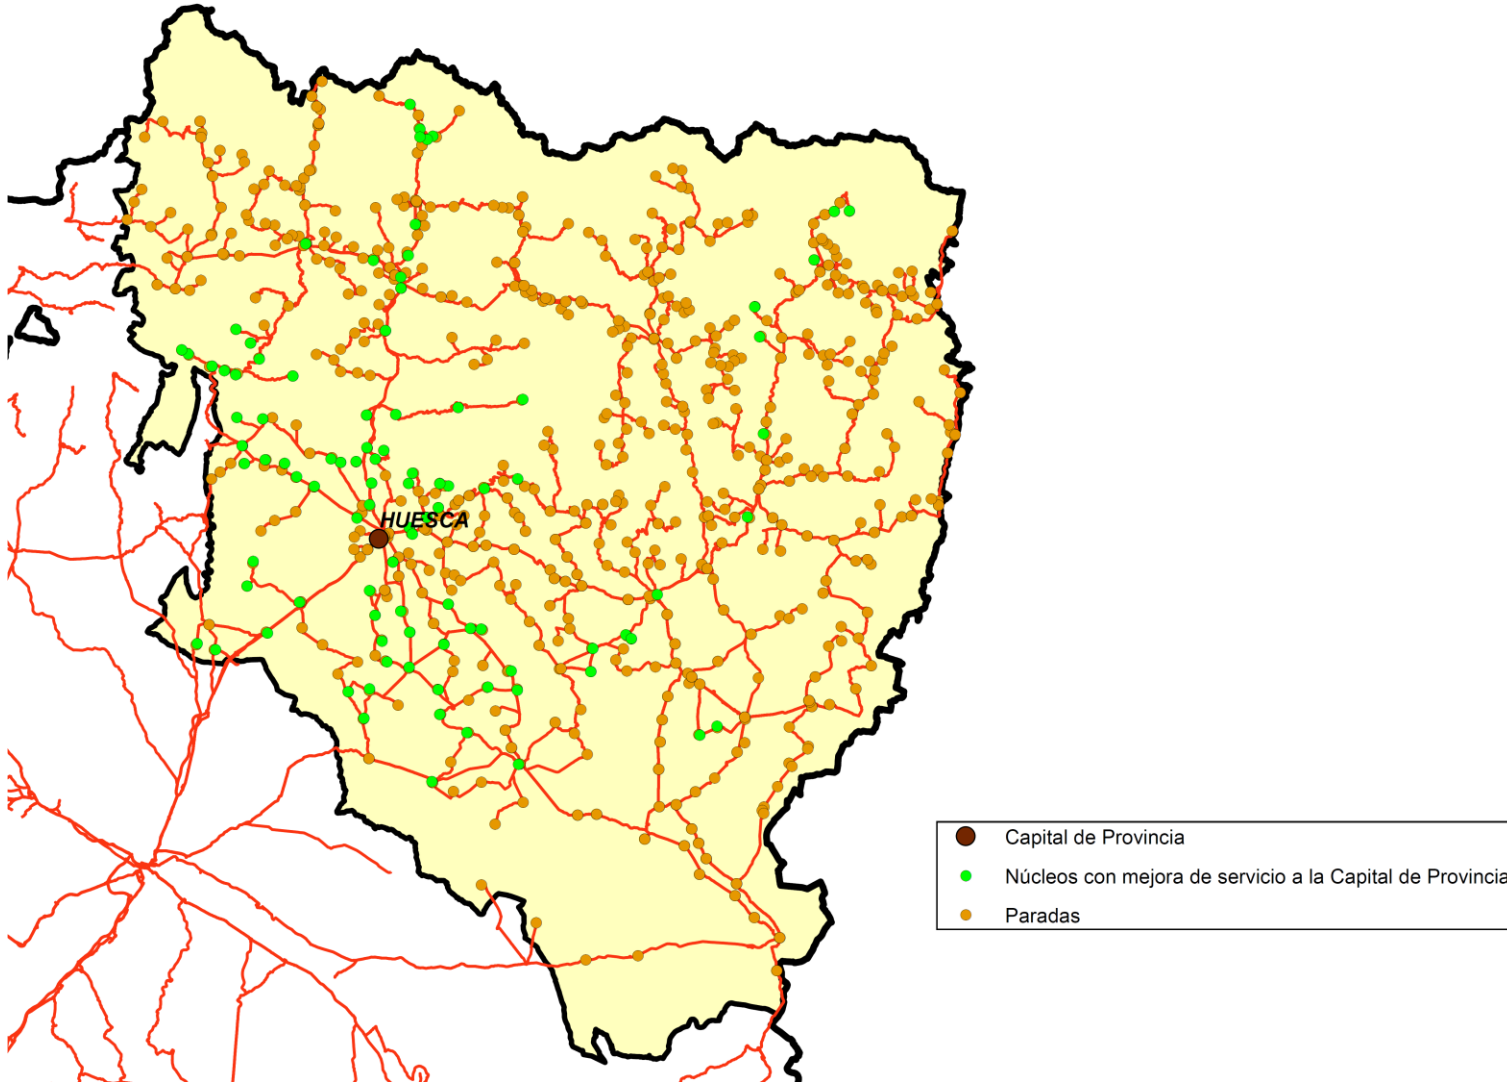 HUESCA
Capital de Provincia
Núcleos con mejora de servicio a la Capital de Provincia
Paradas